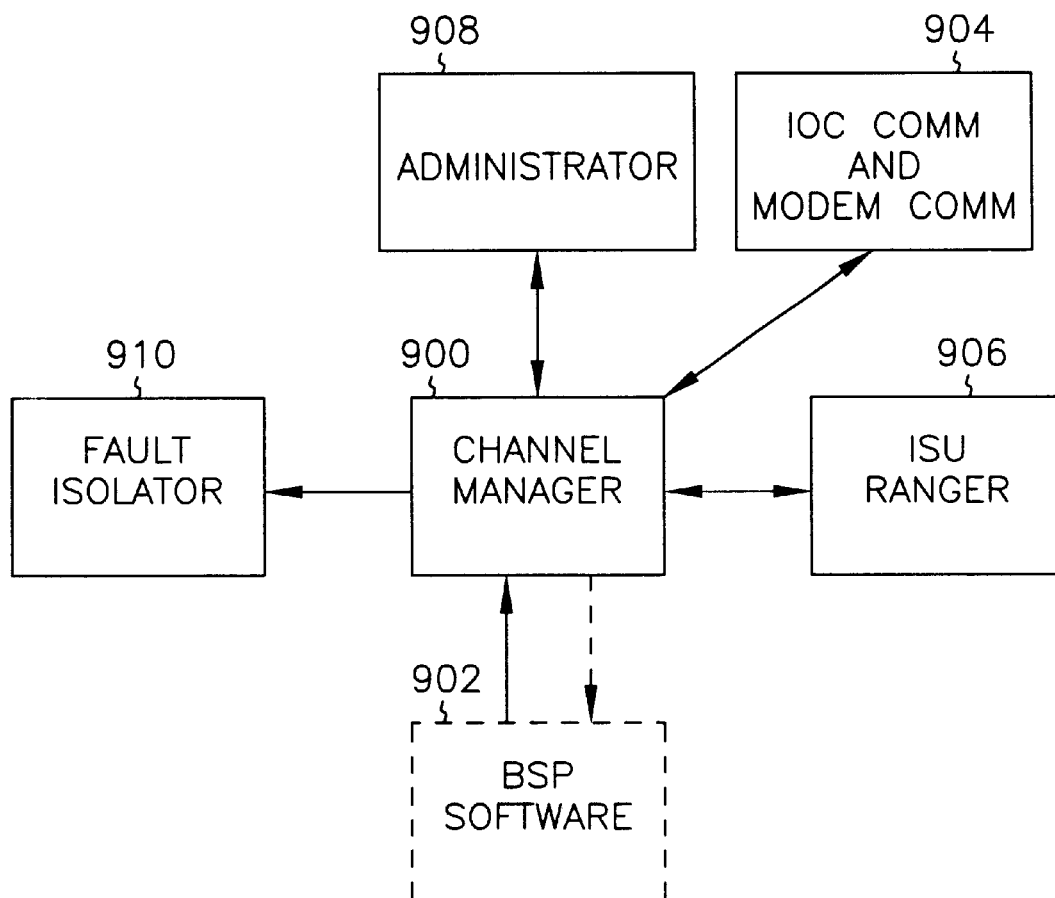 908
904
ADMINISTRATOR
IOC COMM
AND
MODEM COMM
910
900
906
FAULT
ISOLATOR
CHANNEL
MANAGER
ISU
RANGER
902
BSP
SOFTWARE